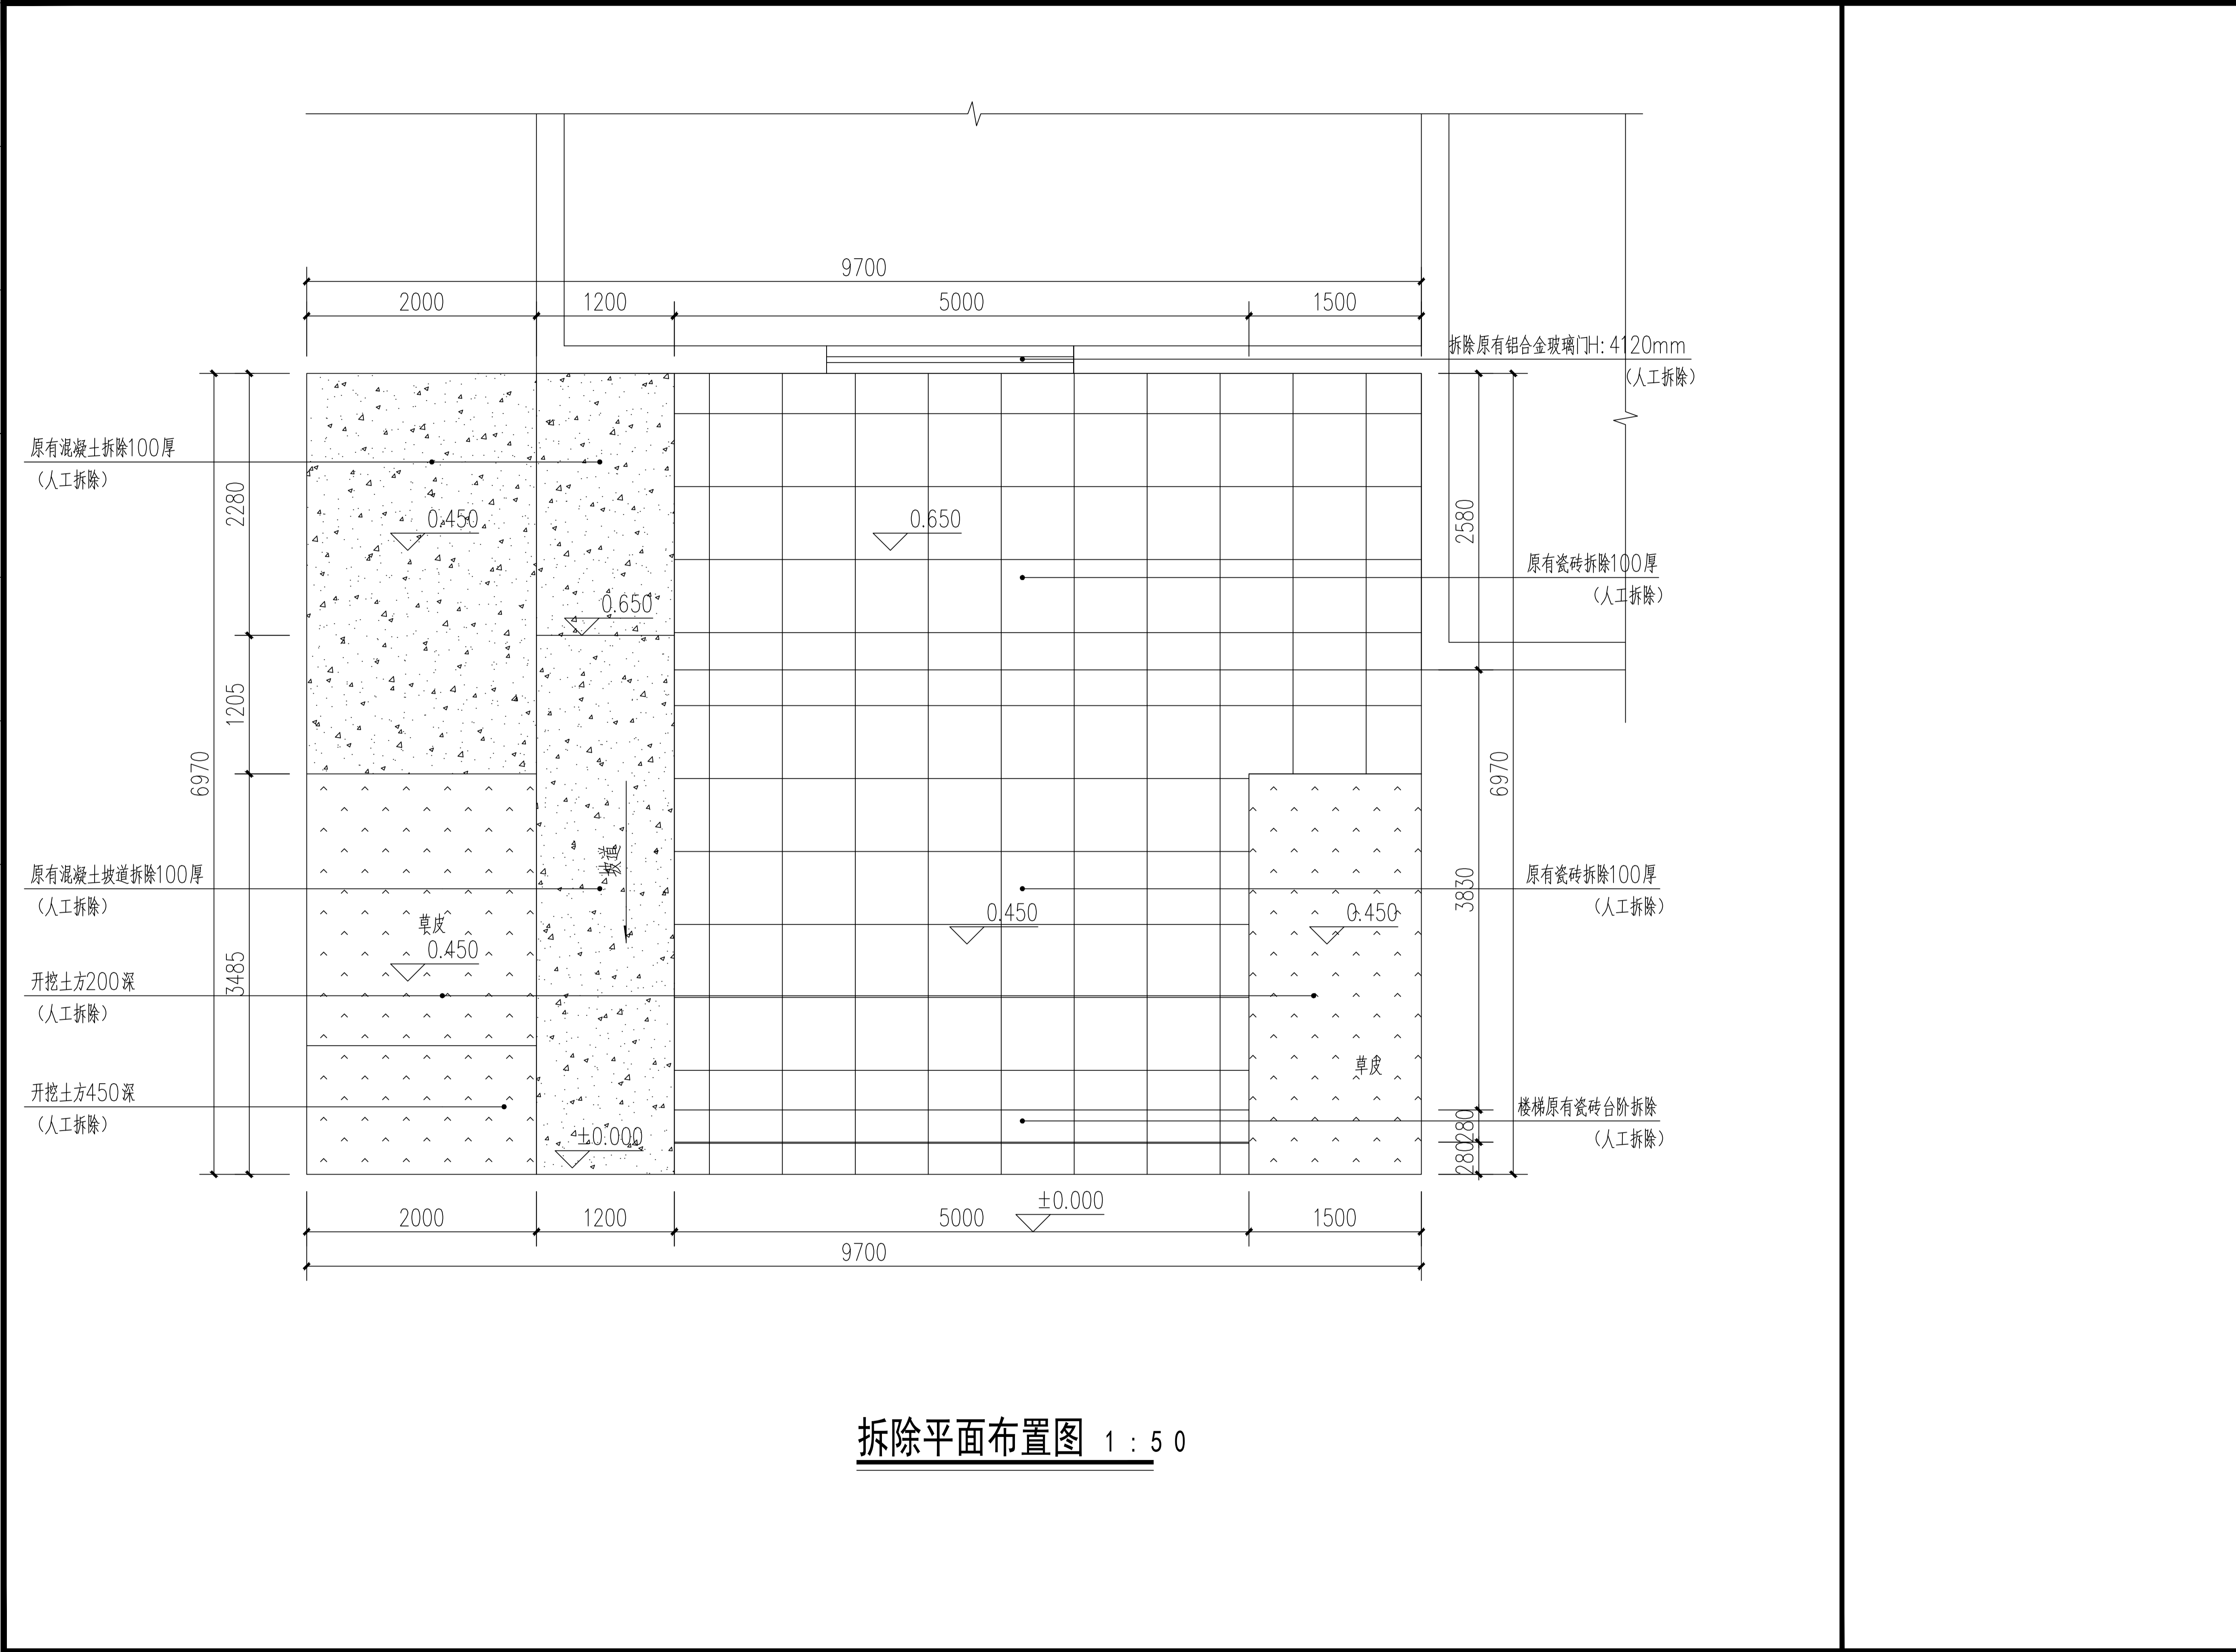 9700
2000 1200 5000 1500
拆除原有铝合金玻璃门H: 4120mm
(人工拆除)
原有混凝土拆除100厚
(人工拆除)
2280
0.450
0.650
2580
原有瓷砖拆除100厚
(人工拆除)
0.650
1205
6970
6970
坡道
原有混凝土坡道拆除100厚
(人工拆除)
3830
原有瓷砖拆除100厚
(人工拆除)
草皮
0.450
0.450
0.450
3485
开挖土方200深
(人工拆除)
草皮
开挖土方450深
(人工拆除)
280
280
楼梯原有瓷砖台阶拆除
(人工拆除)
±0.000
±0.000
2000 1200 5000 1500
9700
拆除平面布置图 1:50